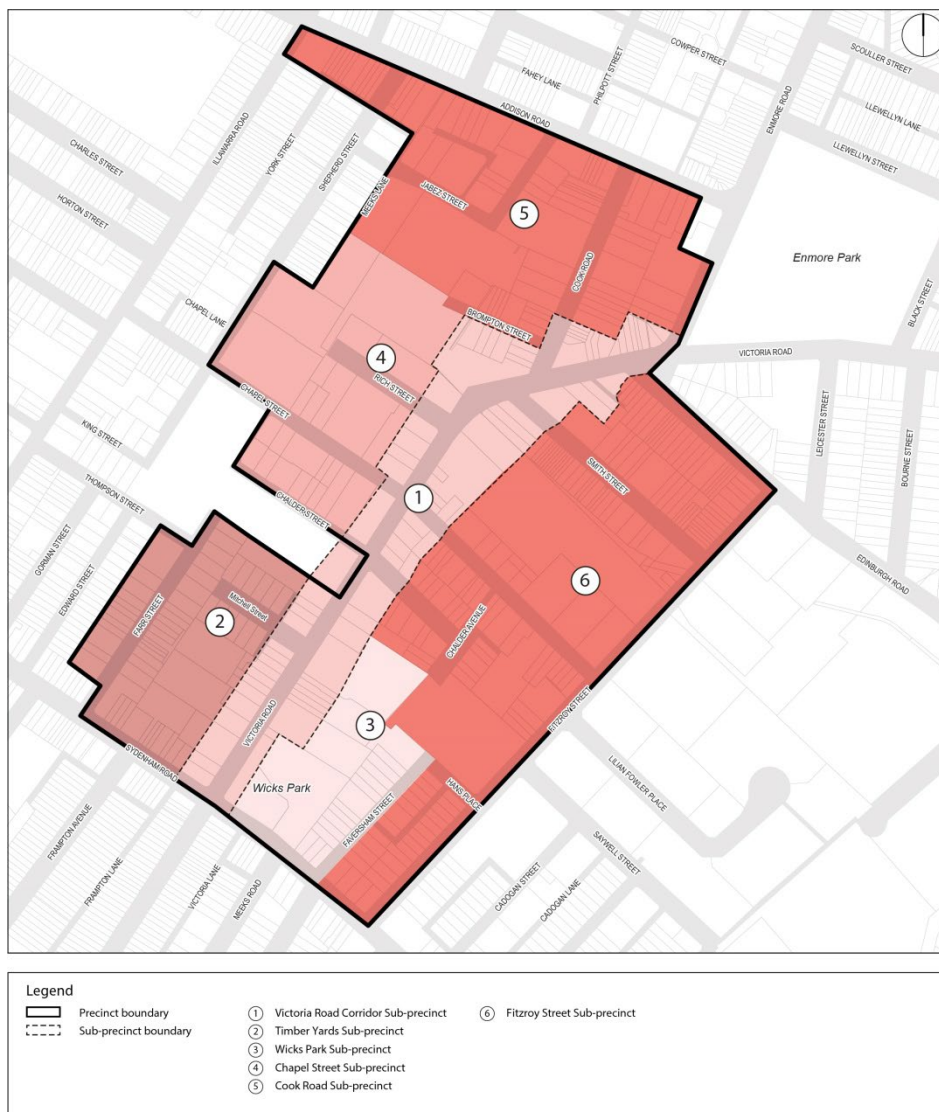 COWPER STREET
SCOULLER STREET
FAHEY LANE
PHILPOTT STREET
LLEWELLYN LANE
ADDISON ROAD
ENMORE ROAD
LLEWELLYN STREET
ILLAWARRA ROAD
YORK STREET
SHEPHERD STREET
CHARLES STREET
MEEKS LANE
JABEZ STREET
5
HORTON STREET
COOK ROAD
Enmore Park
BLACK STREET
CHAPEL LANE
BROMPTON STREET
VICTORIA ROAD
4
RICH STREET
CHAPEL STREET
LEICESTER STREET
BOURNE STREET
KING STREET
SMITH STREET
THOMPSON STREET
CHALDER STREET
1
GORMAN STREET
EDWARD STREET
EDINBURGH ROAD
6
Mitchell Street
FARR STREET
2
CHALDER AVENUE
VICTORIA ROAD
3
FITZROY STREET
SYDENHAM ROAD
Wicks Park
HANS PLACE
LILIAN FOWLER PLACE
FAVERSHAM STREET
FRAMPTON AVENUE
FRAMPTON LANE
VICTORIA LANE
MEEKS ROAD
SAYWELL STREET
CADOGAN STREET
CADOGAN LANE
Legend
Precinct boundary
Sub-precinct boundary
1 Victoria Road Corridor Sub-precinct
2 Timber Yards Sub-precinct
3 Wicks Park Sub-precinct
4 Chapel Street Sub-precinct
5 Cook Road Sub-precinct
6 Fitzroy Street Sub-precinct